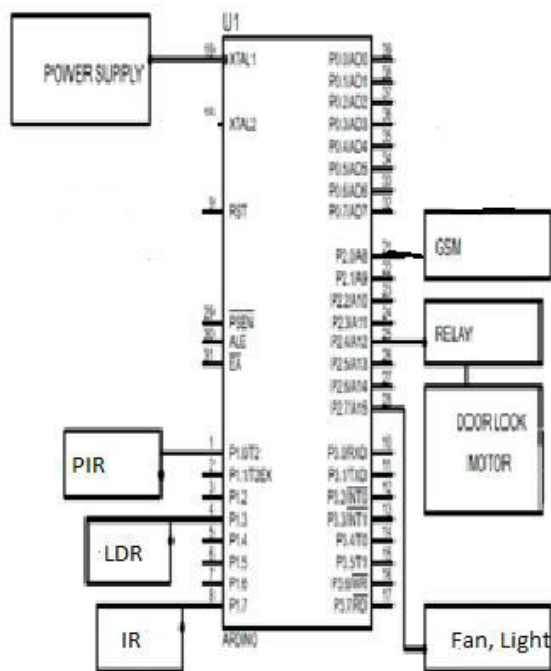 U1
POWER SUPPLY
XTAL1
XTAL2
RST
PSEN
ALE
EA
P1.0/T2
P1.1/T2EX
P1.2
P1.3
P1.4
P1.5
P1.6
P1.7
P0.0/AD0
P0.1/AD1
P0.2/AD2
P0.3/AD3
P0.4/AD4
P0.5/AD5
P0.6/AD6
P0.7/AD7
P2.0/A8
P2.1/A9
P2.2/A10
P2.3/A11
P2.4/A12
P2.5/A13
P2.6/A14
P2.7/A15
P3.0/RXD
P3.1/TXD
P3.2/INT0
P3.3/INT1
P3.4/T0
P3.5/T1
P3.6/WR
P3.7/RD
ARDINO
PIR
LDR
IR
GSM
RELAY
DOOR LOOK
MOTOR
Fan, Light